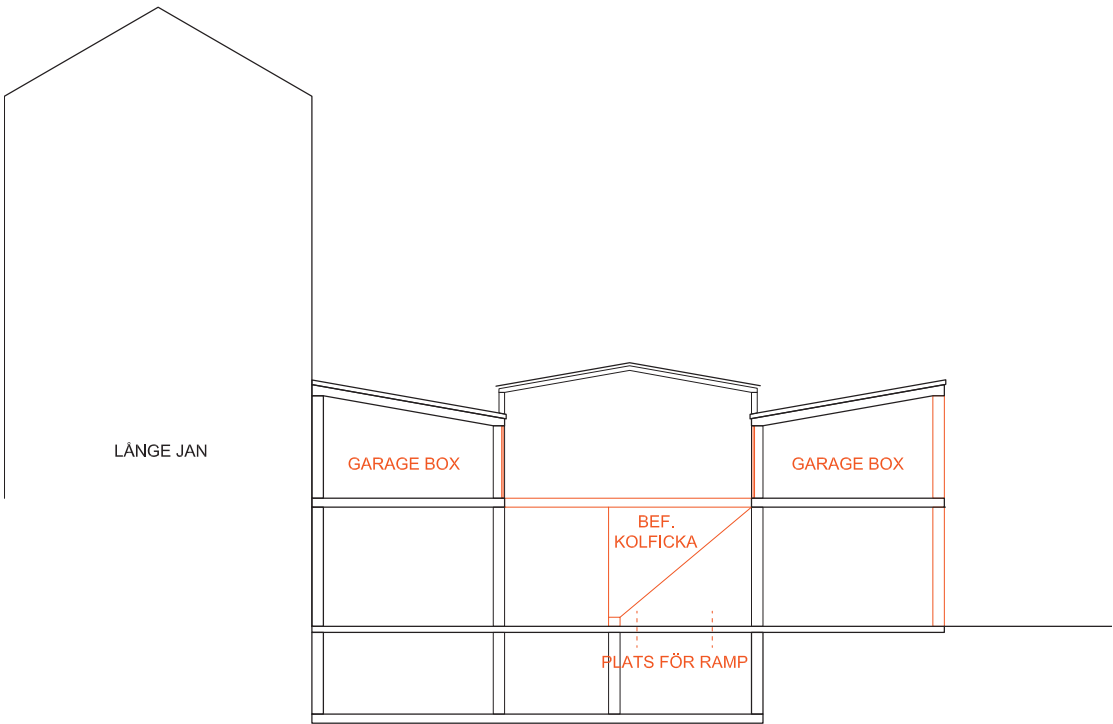 LÅNGE JAN
GARAGE BOX
GARAGE BOX
BEF.
KOLFICKA
PLATS FÖR RAMP